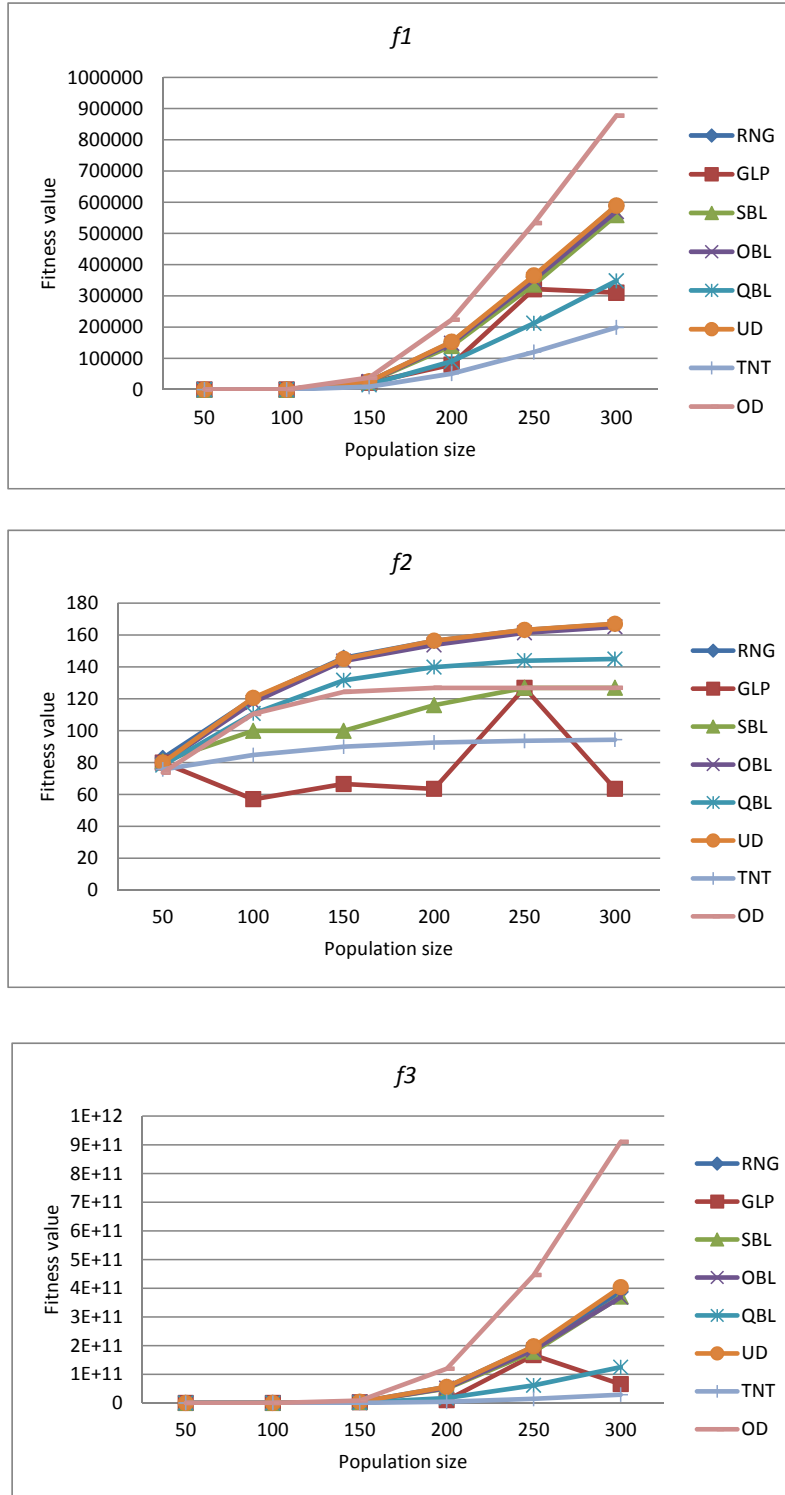 f1
1000000
900000
800000
700000
600000
500000
400000
300000
200000
100000
0
Fitness value
50 100 150 200 250 300
Population size
RNG
GLP
SBL
OBL
QBL
UD
TNT
OD
f2
180
160
140
120
100
80
60
40
20
0
Fitness value
50 100 150 200 250 300
Population size
RNG
GLP
SBL
OBL
QBL
UD
TNT
OD
f3
1E+12
9E+11
8E+11
7E+11
6E+11
5E+11
4E+11
3E+11
2E+11
1E+11
0
Fitness value
50 100 150 200 250 300
Population size
RNG
GLP
SBL
OBL
QBL
UD
TNT
OD